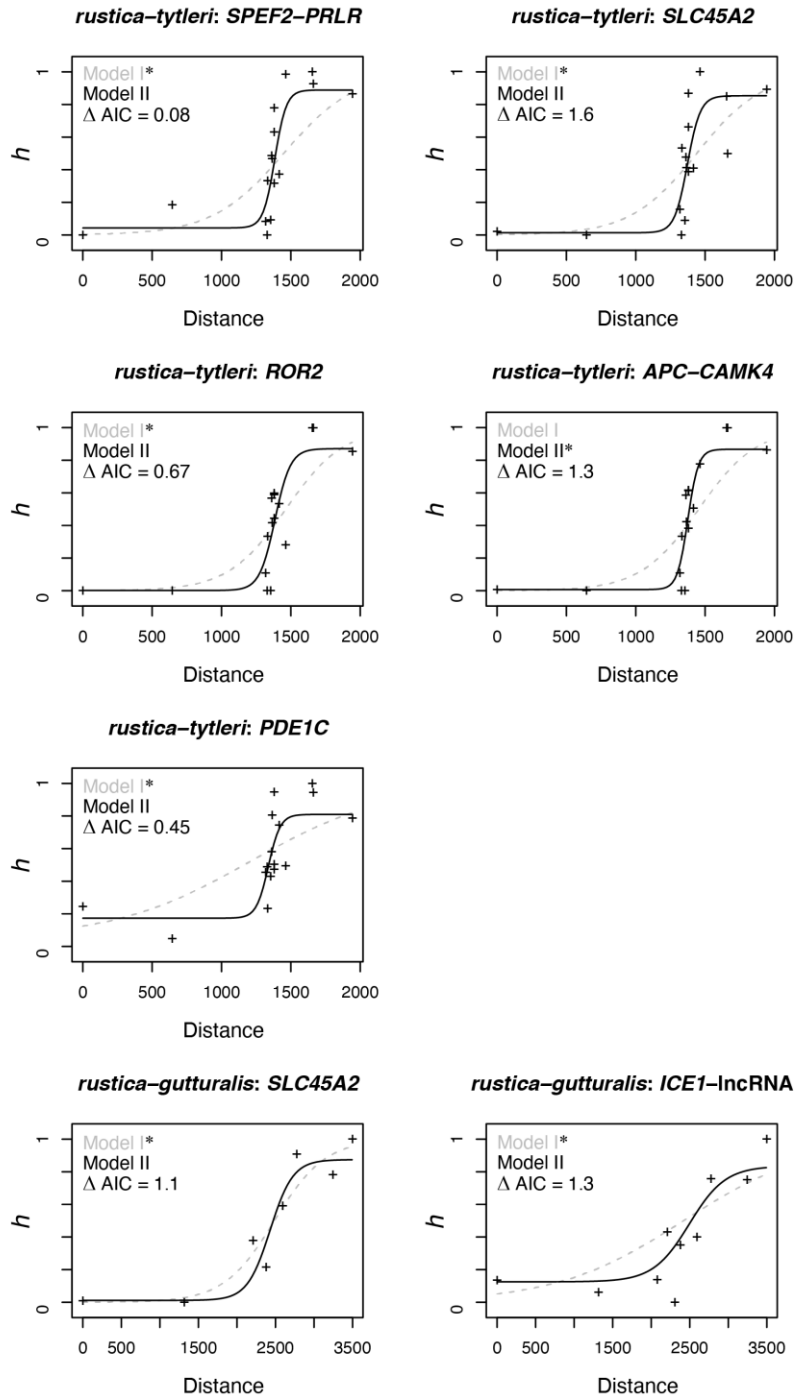 rustica–tytleri: SPEF2–PRLR
Model I*
Model II
Δ AIC = 0.08
h
0
1
0
500
1000
1500
2000
Distance
rustica–tytleri: SLC45A2
Model I*
Model II
Δ AIC = 1.6
h
0
1
0
500
1000
1500
2000
Distance
rustica–tytleri: ROR2
Model I*
Model II
Δ AIC = 0.67
h
0
1
0
500
1000
1500
2000
Distance
rustica–tytleri: APC–CAMK4
Model I
Model II*
Δ AIC = 1.3
h
0
1
0
500
1000
1500
2000
Distance
rustica–tytleri: PDE1C
Model I*
Model II
Δ AIC = 0.45
h
0
1
0
500
1000
1500
2000
Distance
rustica–gutturalis: SLC45A2
Model I*
Model II
Δ AIC = 1.1
h
0
1
0
500
1500
2500
3500
Distance
rustica–gutturalis: ICE1–lncRNA
Model I*
Model II
Δ AIC = 1.3
h
0
1
0
500
1500
2500
3500
Distance